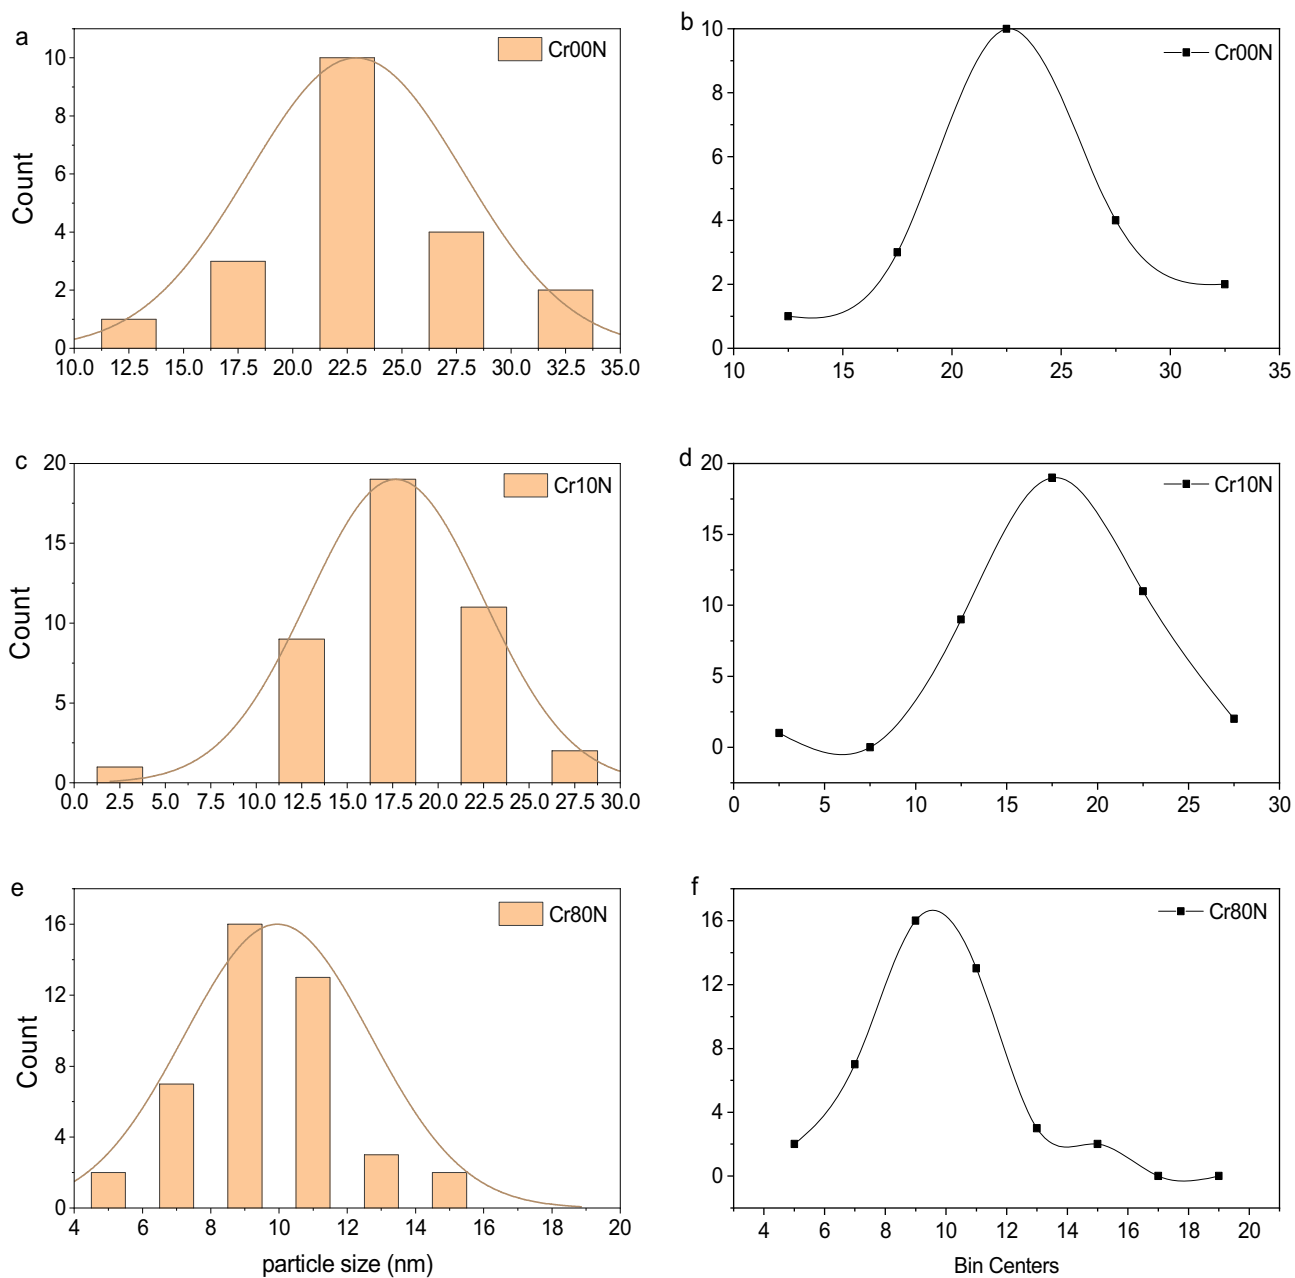 a
Cr00N
Count
10
8
6
4
2
0
10.0 12.5 15.0 17.5 20.0 22.5 25.0 27.5 30.0 32.5 35.0
b
Cr00N
10
8
6
4
2
0
10 15 20 25 30 35
c
Cr10N
Count
20
15
10
5
0
0.0 2.5 5.0 7.5 10.0 12.5 15.0 17.5 20.0 22.5 25.0 27.5 30.0
d
Cr10N
20
15
10
5
0
0 5 10 15 20 25 30
e
Cr80N
Count
16
12
8
4
0
4 6 8 10 12 14 16 18 20
particle size (nm)
f
Cr80N
16
12
8
4
0
4 6 8 10 12 14 16 18 20
Bin Centers